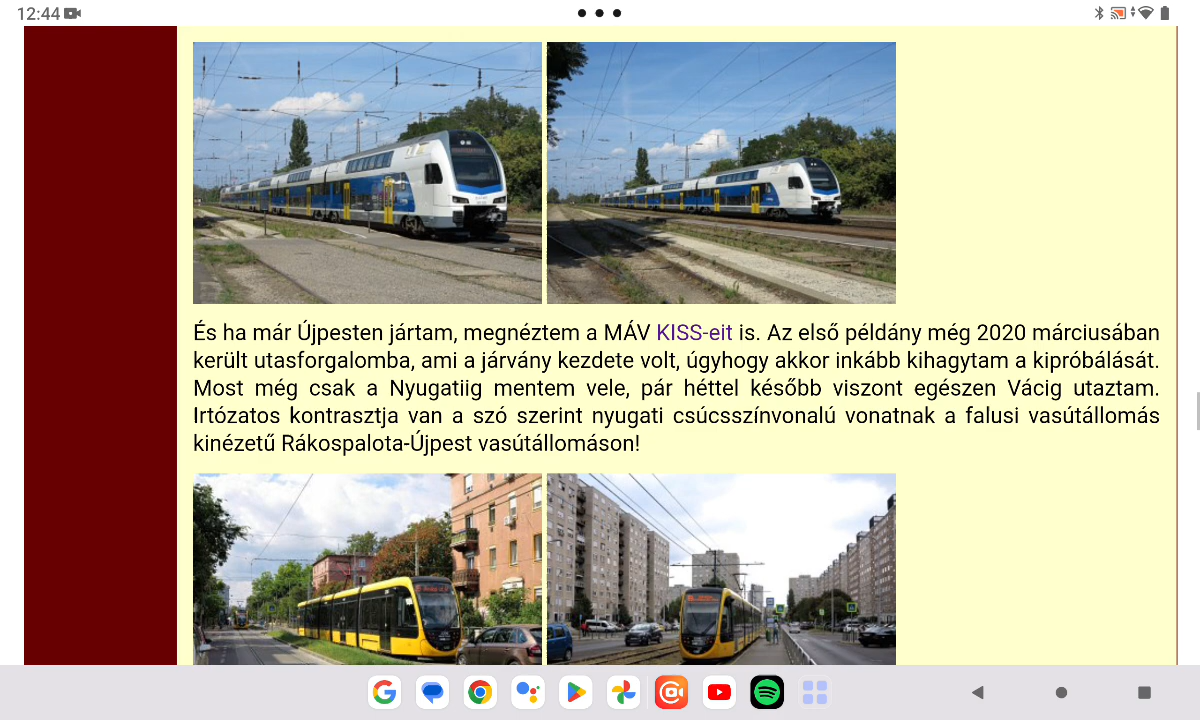 12:44
És ha már Újpesten jártam, megnéztem a MÁV KISS-eit is. Az első példány még 2020 márciusában
került utasforgalomba, ami a járvány kezdete volt, úgyhogy akkor inkább kihagytam a kipróbálását.
Most még csak a Nyugatiig mentem vele, pár héttel később viszont egészen Vácig utaztam.
Irtózatos kontrasztja van a szó szerint nyugati csúcsszínvonalú vonatnak a falusi vasútállomás
kinézetű Rákospalota-Újpest vasútállomáson!